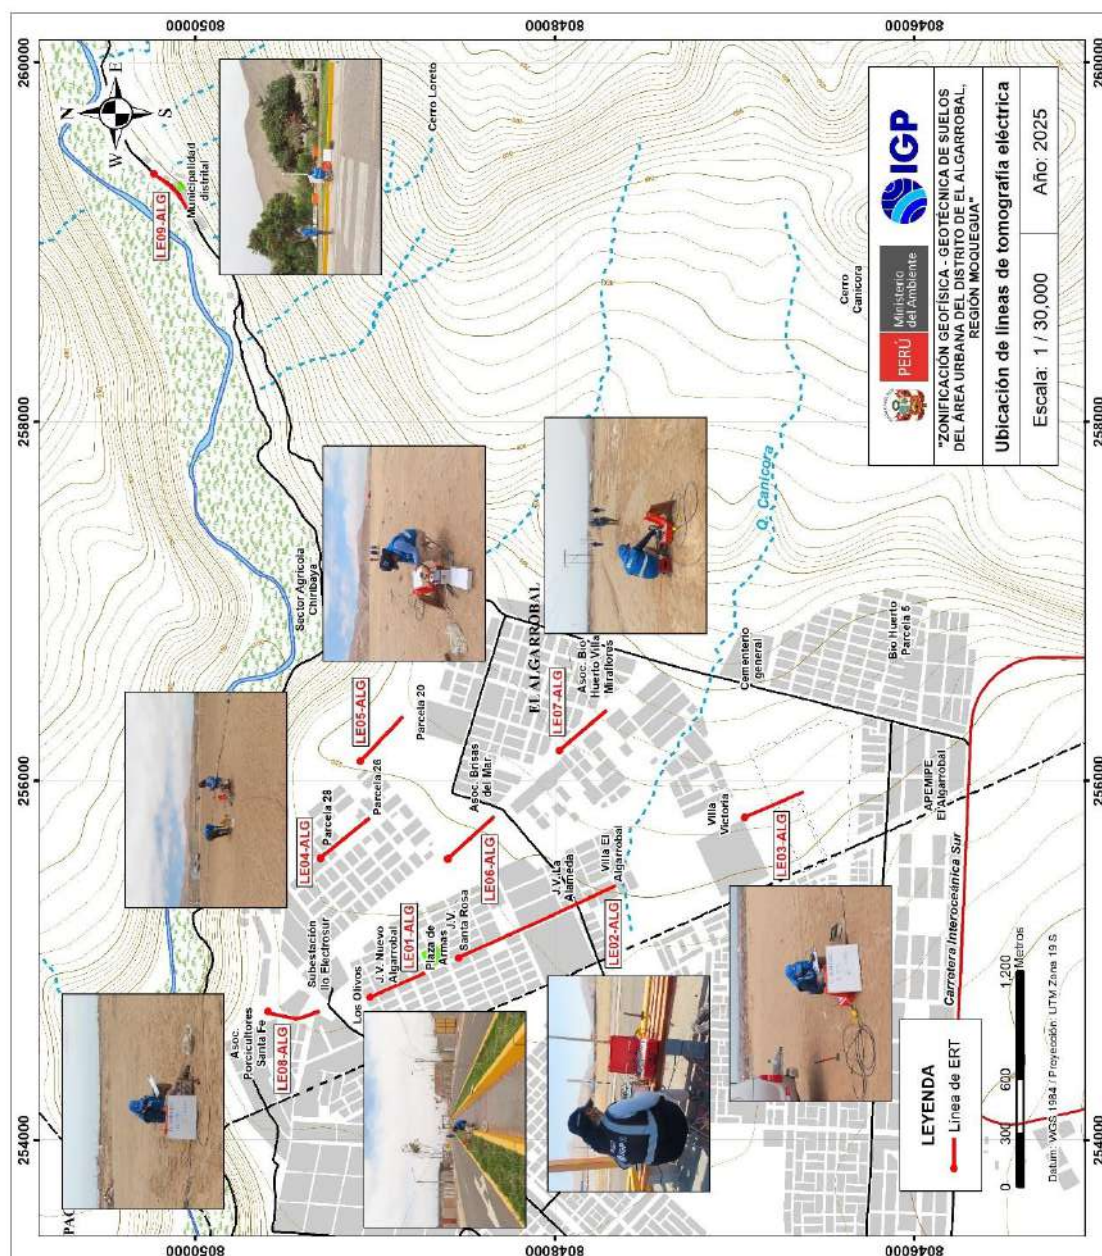 8050000
8048000
8046000
260000
258000
256000
254000
260000
258000
256000
254000
8050000
8048000
8046000
N
E
S
W
LE09-ALG
Municipalidad
distrital
Cerro Loreto
Cerro
Canicora
Q. Canicora
Sector Agrícola
Chiribaya
EL ALGARROBAL
Asoc. Bio
Huerto Villa
Miraflores
LE07-ALG
Cementerio
general
Bio Huerto
Parcela 5
LE05-ALG
Parcela 20
LE04-ALG
Parcela 28
Parcela 26
Asoc. Brisas
del Mar
LE06-ALG
Villa
Victoria
LE03-ALG
APEMIPE
El Algarrobal
J.V. La
Alameda
Villa El
Algarrobal
LE02-ALG
Subestación
Ilo Electrosur
Los Olivos
J.V. Nuevo
Algarrobal
LE01-ALG
Plaza de
Armas
J.V.
Santa Rosa
Asoc.
Porcicultores
Santa Fe
LE08-ALG
Carretera Interoceánica Sur
PERÚ
Ministerio
del Ambiente
IGP
"ZONIFICACIÓN GEOFÍSICA - GEOTÉCNICA DE SUELOS
DEL ÁREA URBANA DEL DISTRITO DE EL ALGARROBAL,
REGIÓN MOQUEGUA"
Ubicación de líneas de tomografía eléctrica
Escala: 1 / 30,000
Año: 2025
LEYENDA
Línea de ERT
0 300 600 1,200
Metros
Datum: WGS 1984 / Proyección: UTM Zona 19 S